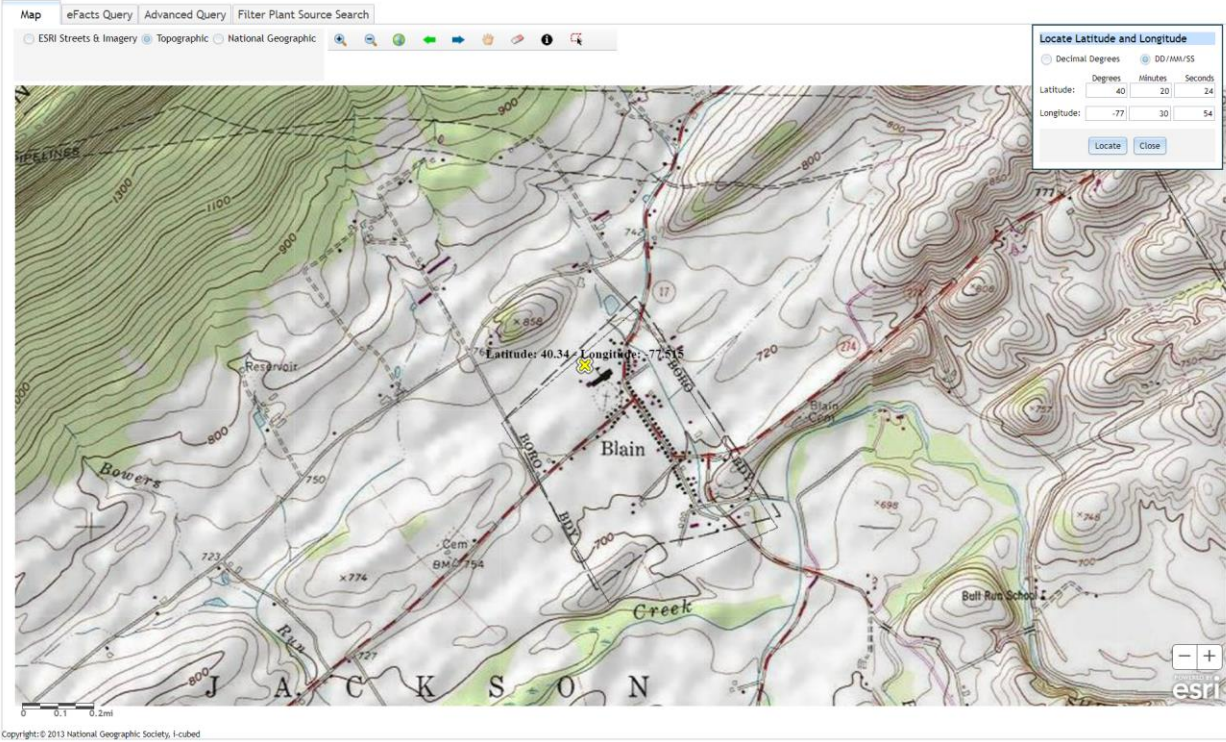 Map eFacts Query Advanced Query Filter Plant Source Search
ESRI Streets & Imagery Topographic National Geographic
Locate Latitude and Longitude
Decimal Degrees DD/MM/SS
Degrees Minutes Seconds
Latitude: 40 20 24
Longitude: -77 30 54
Locate Close
PIPELINES
900
800
800
1300
1100
900
777
742
17
808
×858
274
720
Latitude: 40.34 - Longitude: -77.515
BORO
Reservoir
×757
Blain
Cem
800
BORO
Blain
BDY
Bowers
750
×698
×748
BDY
700
Cem
BM 754
723
×774
700
Bull Run School
Creek
Run
727
800
JACKSON
esri
0 0.1 0.2mi
Copyright:© 2013 National Geographic Society, i-cubed